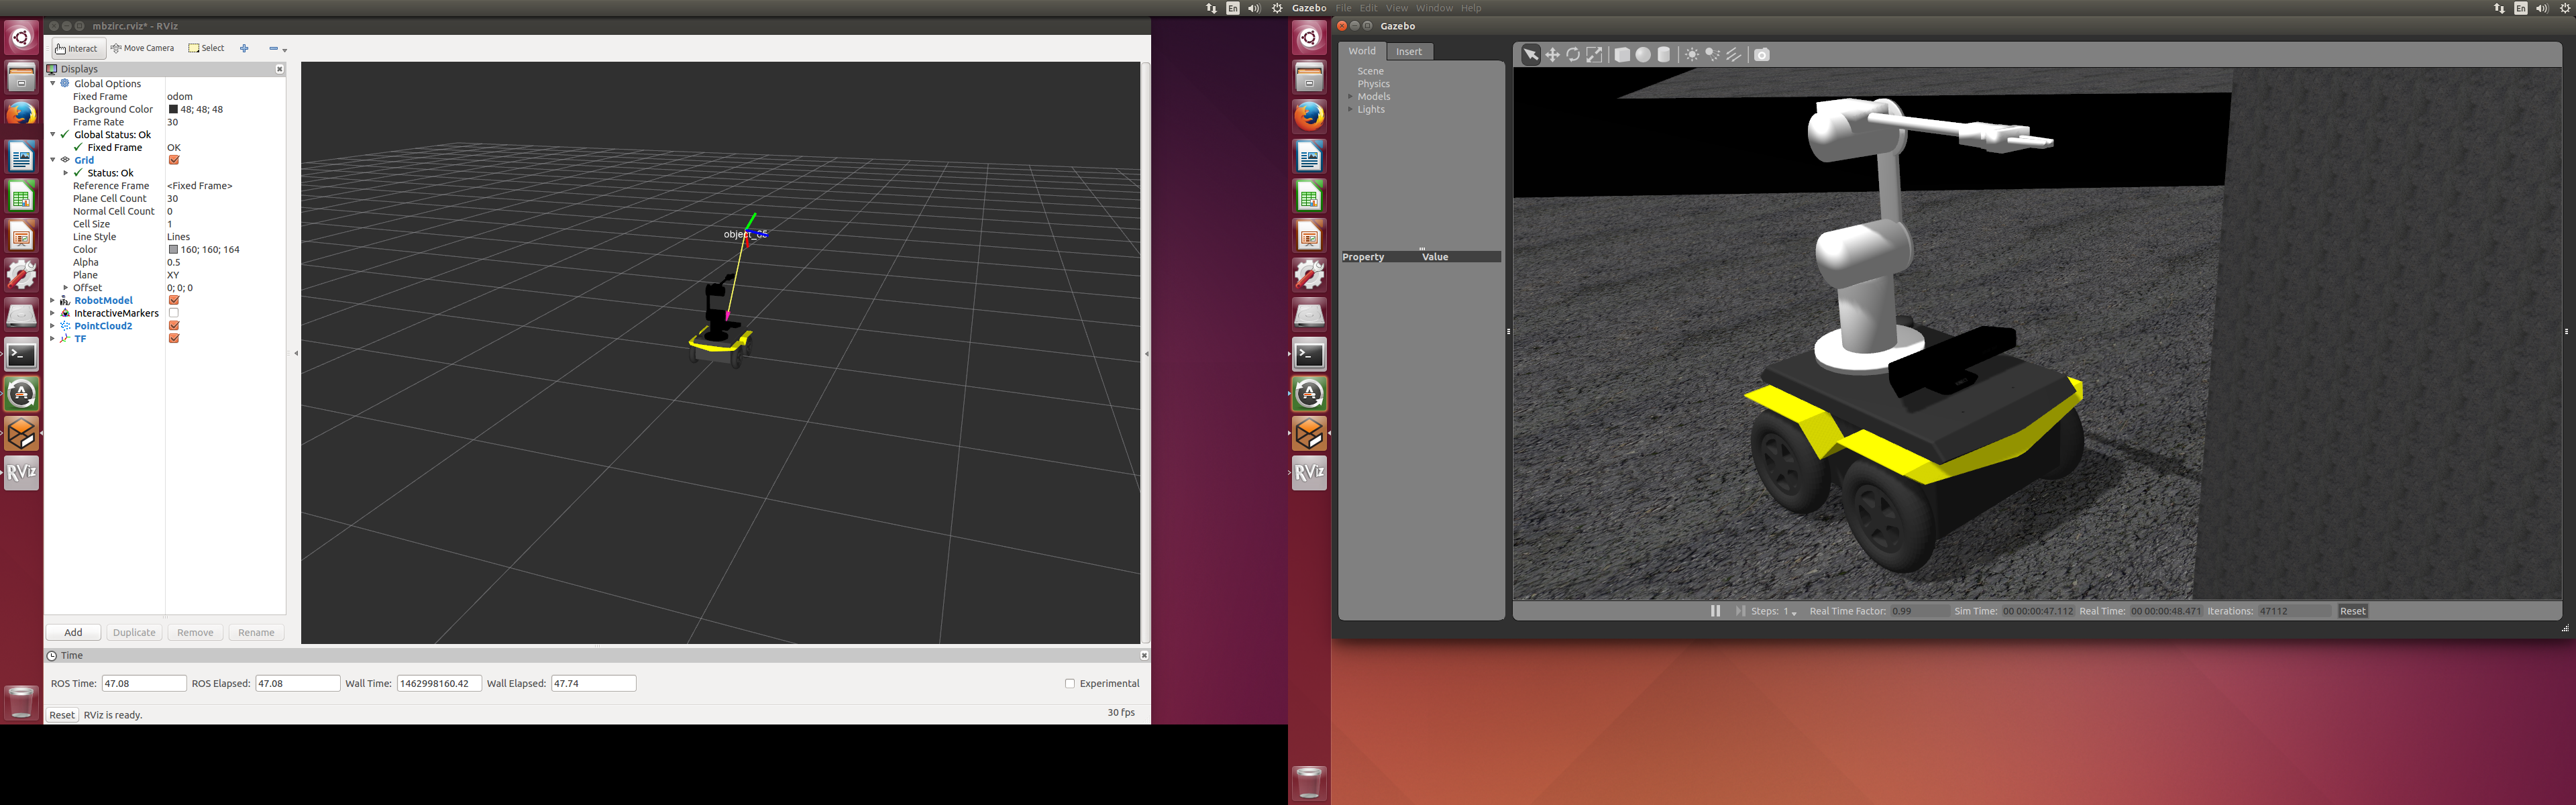 mbzirc.rviz* - RViz
Interact Move Camera Select
Displays
Global Options
Fixed Frame odom
Background Color 48; 48; 48
Frame Rate 30
Global Status: Ok
Fixed Frame OK
Grid
Status: Ok
Reference Frame <Fixed Frame>
Plane Cell Count 30
Normal Cell Count 0
Cell Size 1
Line Style Lines
Color 160; 160; 164
Alpha 0.5
Plane XY
Offset 0; 0; 0
RobotModel
InteractiveMarkers
PointCloud2
TF
Add Duplicate Remove Rename
Time
ROS Time: 47.08 ROS Elapsed: 47.08 Wall Time: 1462998160.42 Wall Elapsed: 47.74 Experimental
Reset RViz is ready. 30 fps
RViz
En
Gazebo File Edit View Window Help En
Gazebo
World Insert
Scene
Physics
Models
Lights
Property Value
Steps: 1 Real Time Factor: 0.99 Sim Time: 00 00:00:47.112 Real Time: 00 00:00:48.471 Iterations: 47112 Reset
RViz